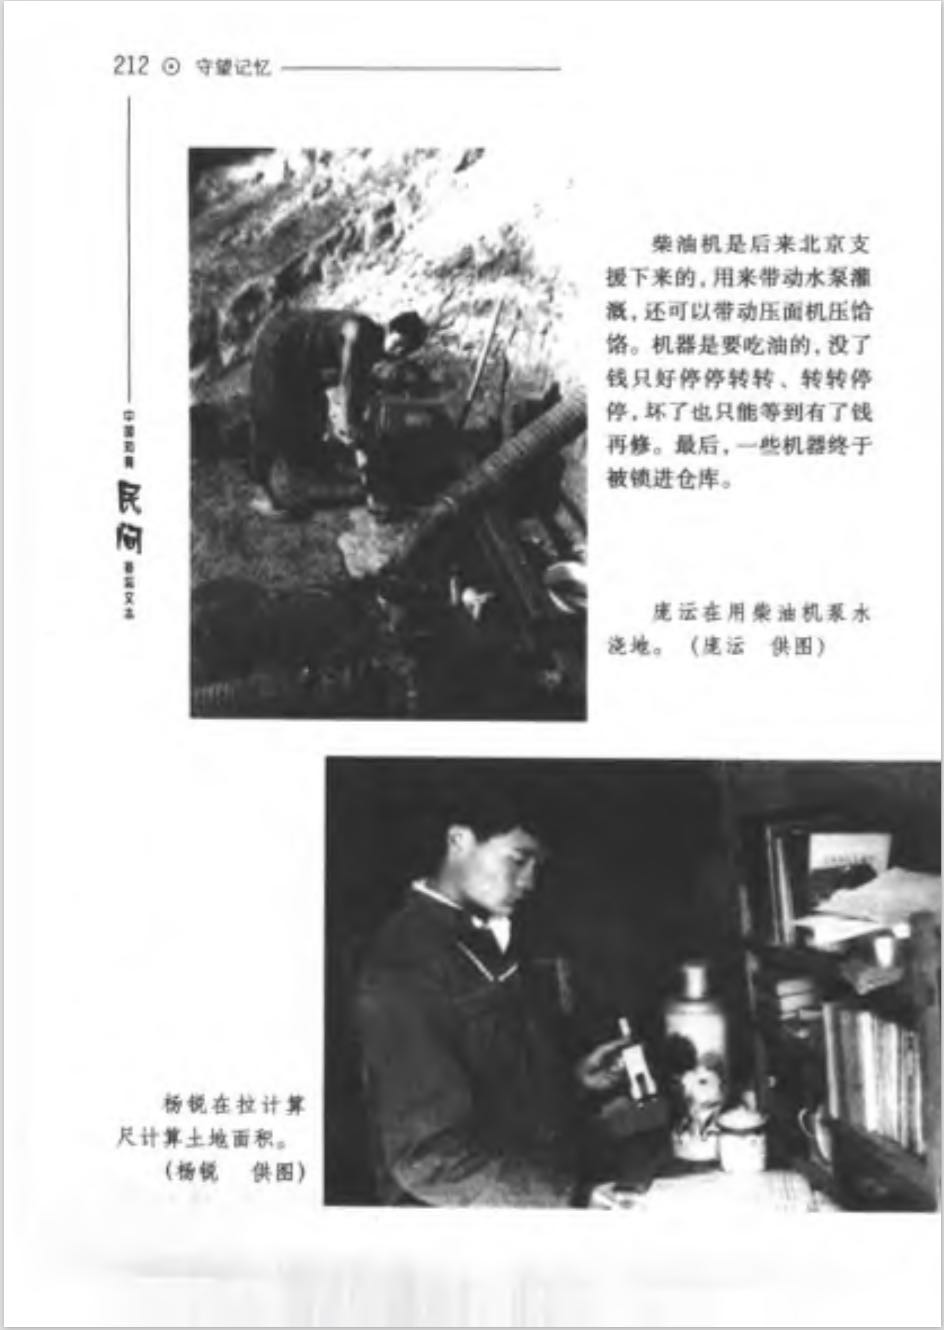 212 ⊙ 守望记忆
中国知青
民间
备忘文本
柴油机是后来北京支
援下来的，用来带动水泵灌
溉，还可以带动压面机压饸
饹。机器是要吃油的，没了
钱只好停停转转、转转停
停，坏了也只能等到有了钱
再修。最后，一些机器终于
被锁进仓库。
庞沄在用柴油机泵水
浇地。（庞沄　供图）
杨锐在拉计算
尺计算土地面积。
（杨锐　供图）